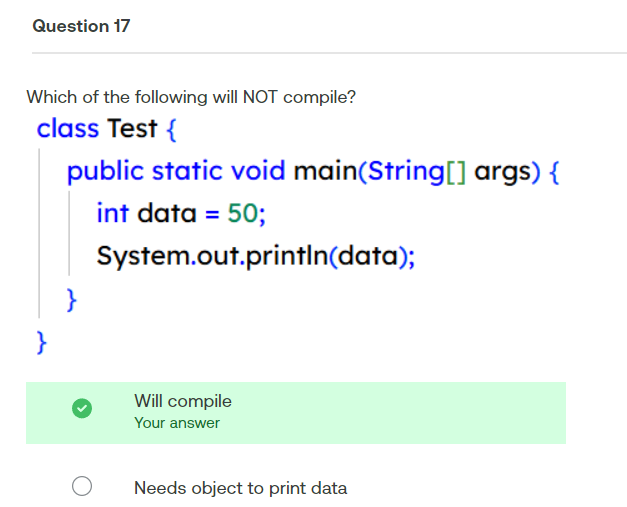 Question 17
Which of the following will NOT compile?
class Test {
public static void main(String[] args) {
int data = 50;
System.out.println(data);
}
}
Will compile
Your answer
Needs object to print data